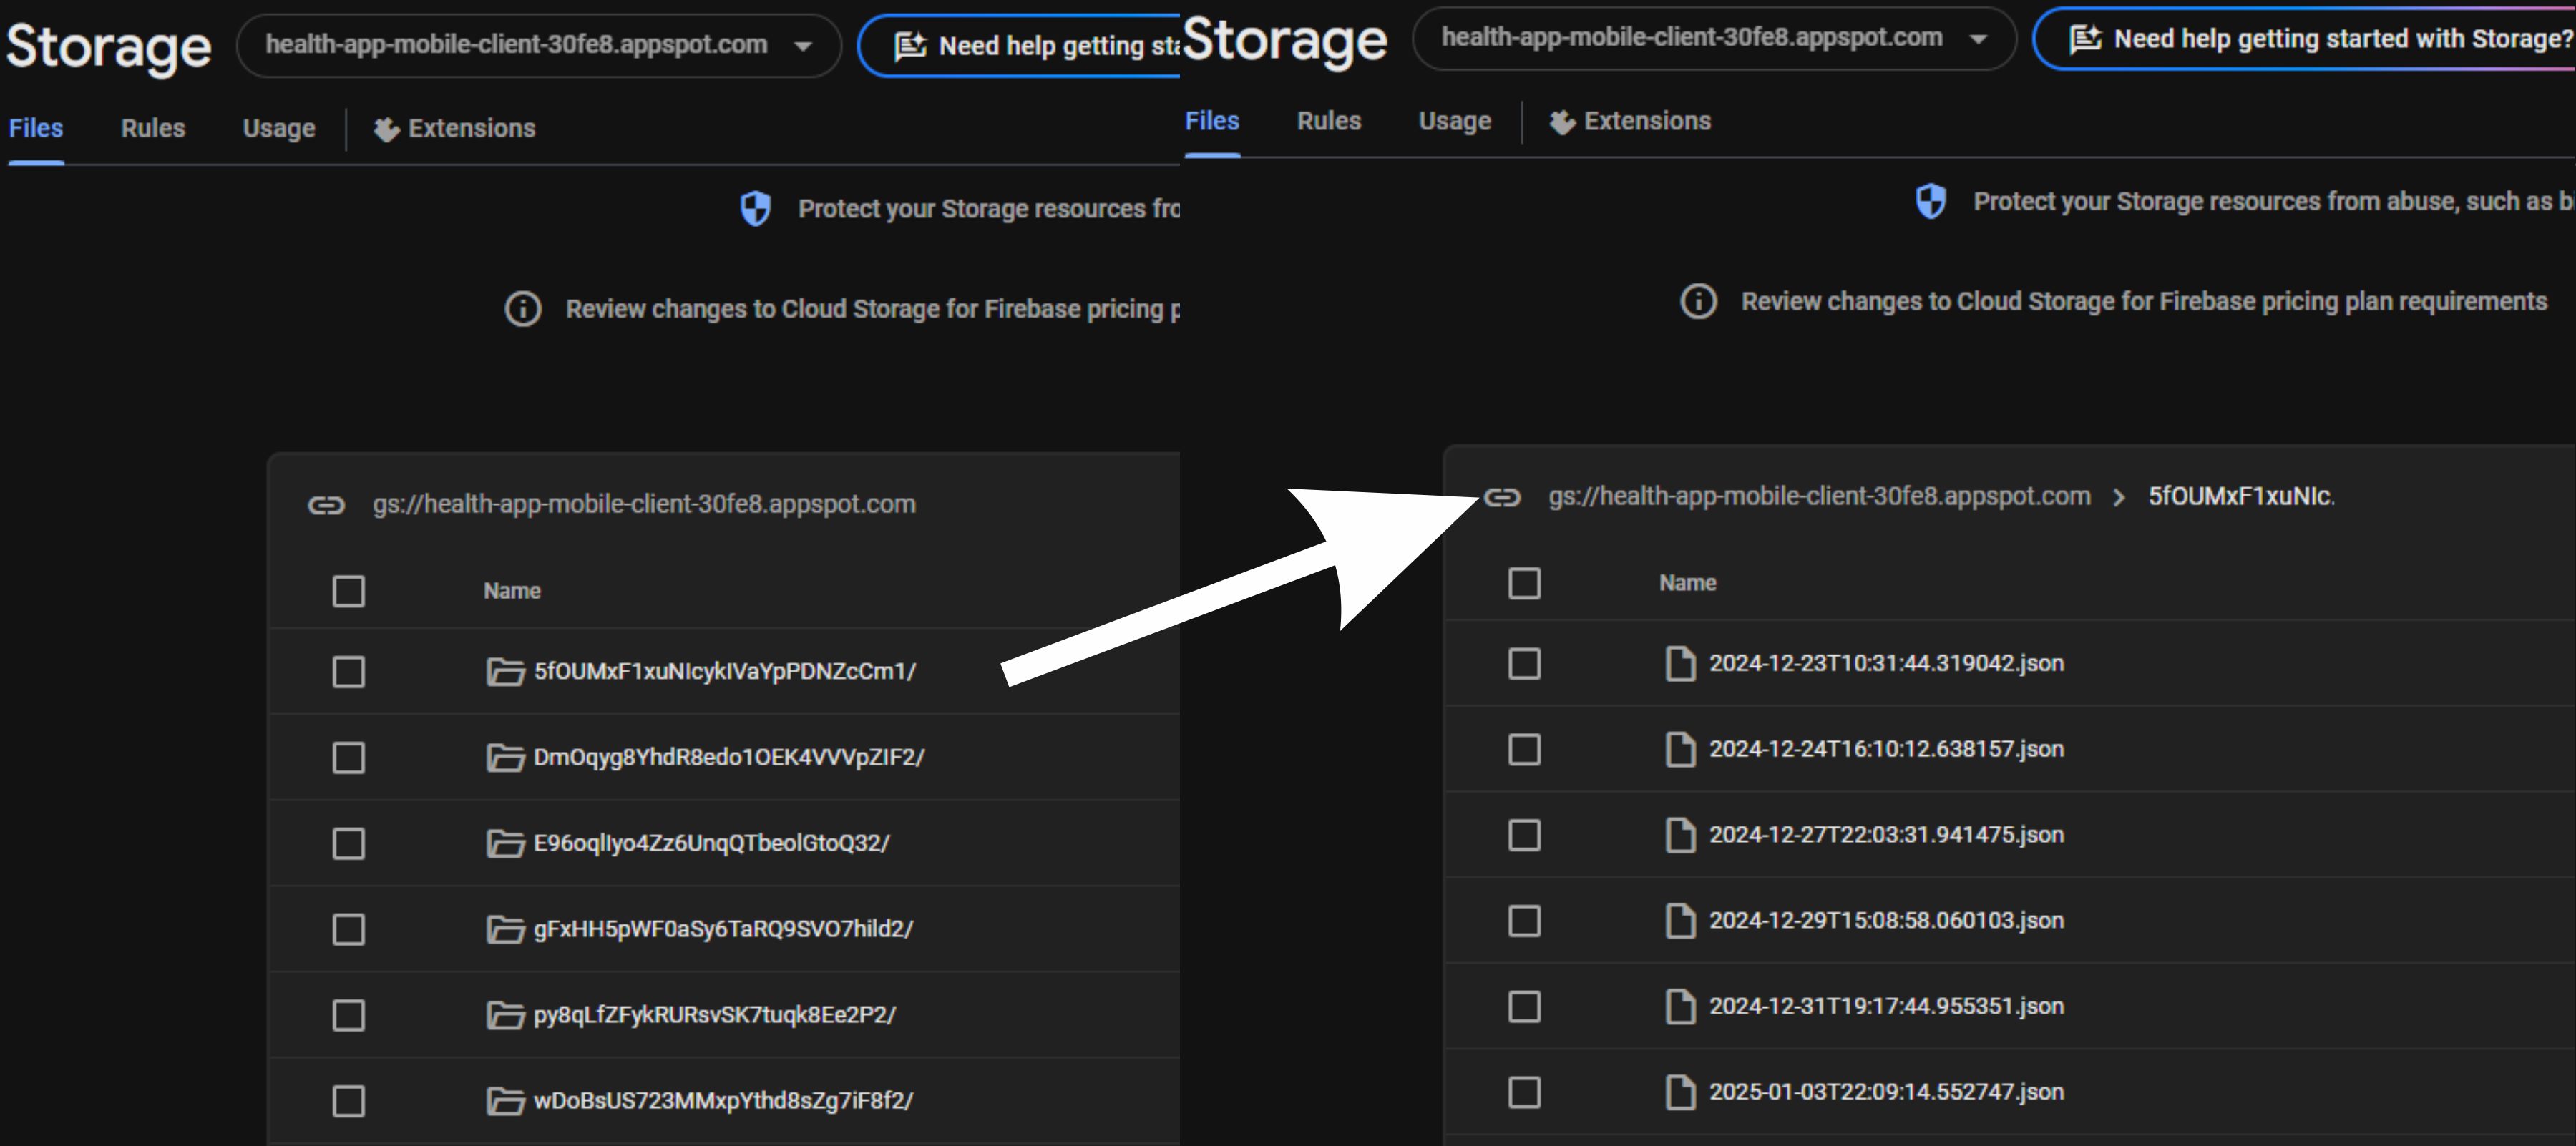 Storage
health-app-mobile-client-30fe8.appspot.com
Need help getting sta
Files
Rules
Usage
Extensions
Protect your Storage resources fro
Review changes to Cloud Storage for Firebase pricing p
gs://health-app-mobile-client-30fe8.appspot.com
Name
5fOUMxF1xuNIcykIVaYpPDNZcCm1/
DmOqyg8YhdR8edo1OEK4VVVpZIF2/
E96oqlIyo4Zz6UnqQTbeolGtoQ32/
gFxHH5pWF0aSy6TaRQ9SVO7hild2/
py8qLfZFykRURsvSK7tuqk8Ee2P2/
wDoBsUS723MMxpYthd8sZg7iF8f2/
Storage
health-app-mobile-client-30fe8.appspot.com
Need help getting started with Storage?
Files
Rules
Usage
Extensions
Protect your Storage resources from abuse, such as bi
Review changes to Cloud Storage for Firebase pricing plan requirements
gs://health-app-mobile-client-30fe8.appspot.com > 5fOUMxF1xuNIc.
Name
2024-12-23T10:31:44.319042.json
2024-12-24T16:10:12.638157.json
2024-12-27T22:03:31.941475.json
2024-12-29T15:08:58.060103.json
2024-12-31T19:17:44.955351.json
2025-01-03T22:09:14.552747.json